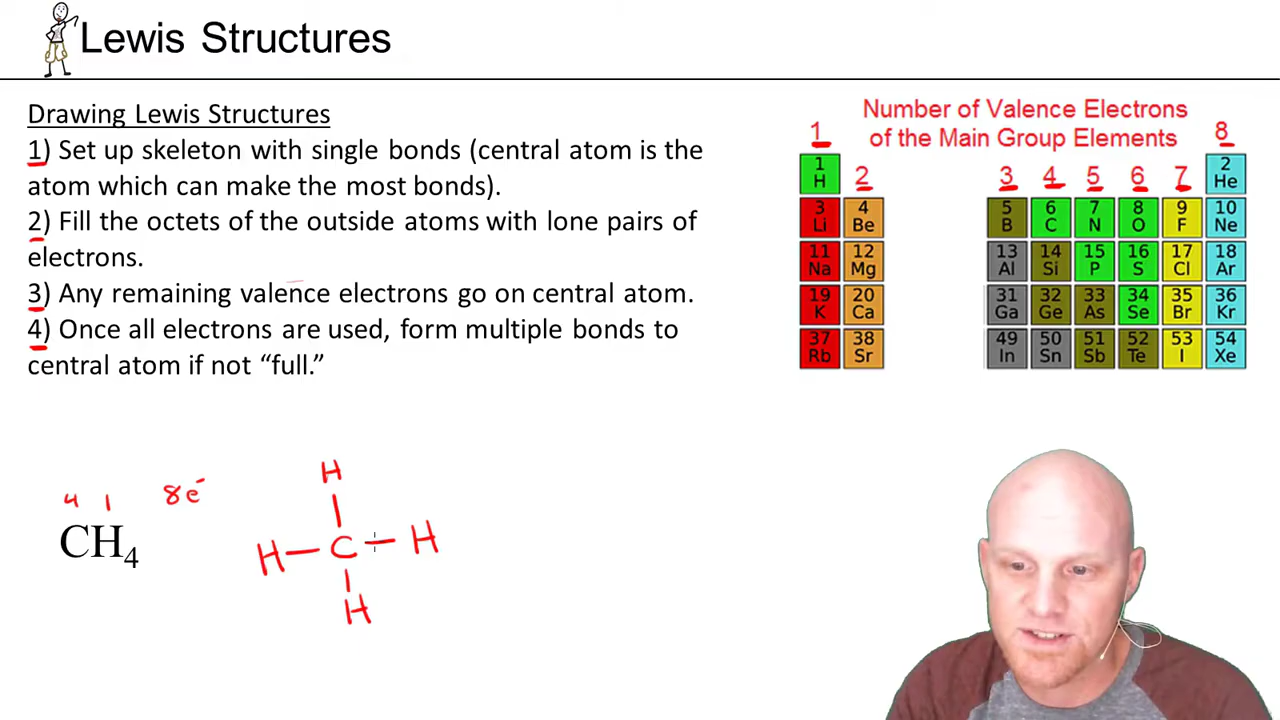 Lewis Structures
Drawing Lewis Structures
1) Set up skeleton with single bonds (central atom is the
atom which can make the most bonds).
2) Fill the octets of the outside atoms with lone pairs of
electrons.
3) Any remaining valence electrons go on central atom.
4) Once all electrons are used, form multiple bonds to
central atom if not “full.”
Number of Valence Electrons
of the Main Group Elements
1 8
2 3 4 5 6 7
1 2
H He
3 4 5 6 7 8 9 10
Li Be B C N O F Ne
11 12 13 14 15 16 17 18
Na Mg Al Si P S Cl Ar
19 20 31 32 33 34 35 36
K Ca Ga Ge As Se Br Kr
37 38 49 50 51 52 53 54
Rb Sr In Sn Sb Te I Xe
4 1 8e⁻
CH₄
H
H C H
H